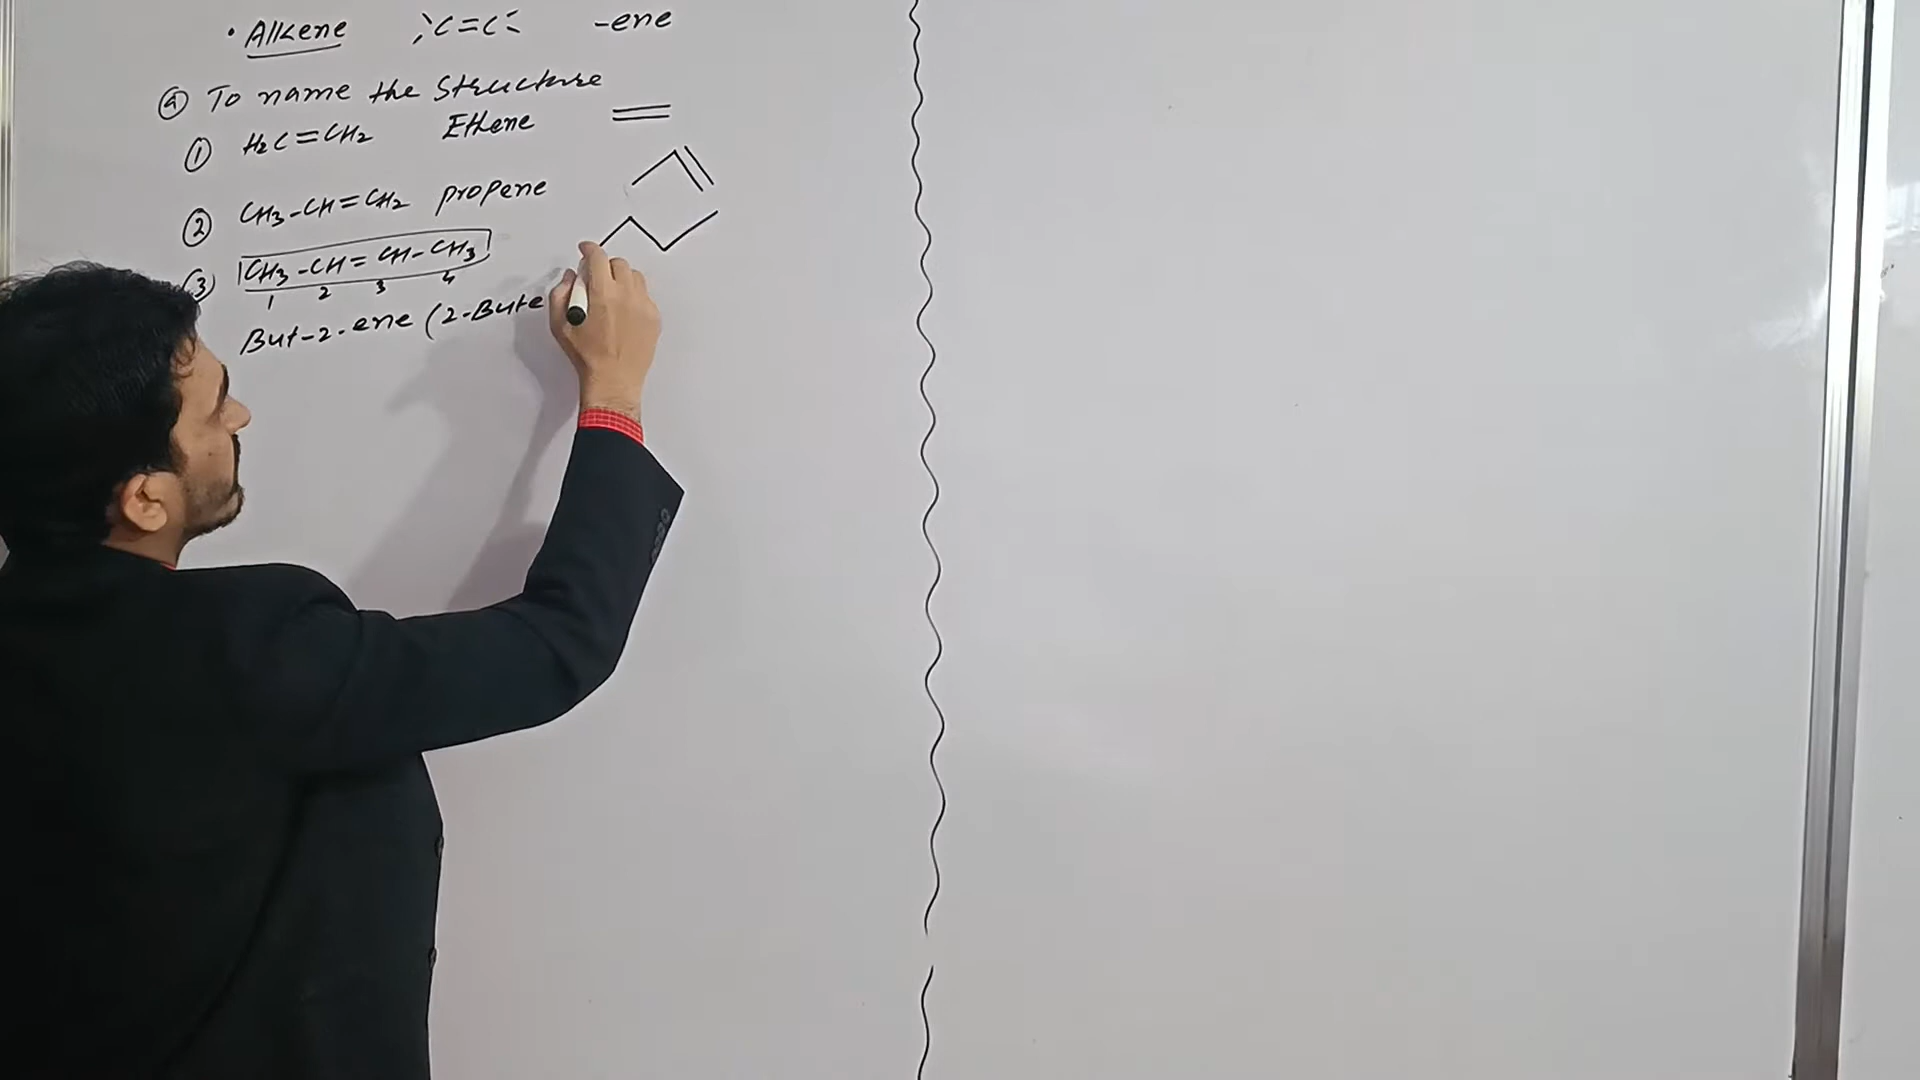 • Alkene >C=C< -ene
ⓐ To name the Structure
① H₂C=CH₂ Ethene
② CH₃-CH=CH₂ propene
③ CH₃-CH=CH-CH₃
1 2 3 4
But-2-ene (2-Bute